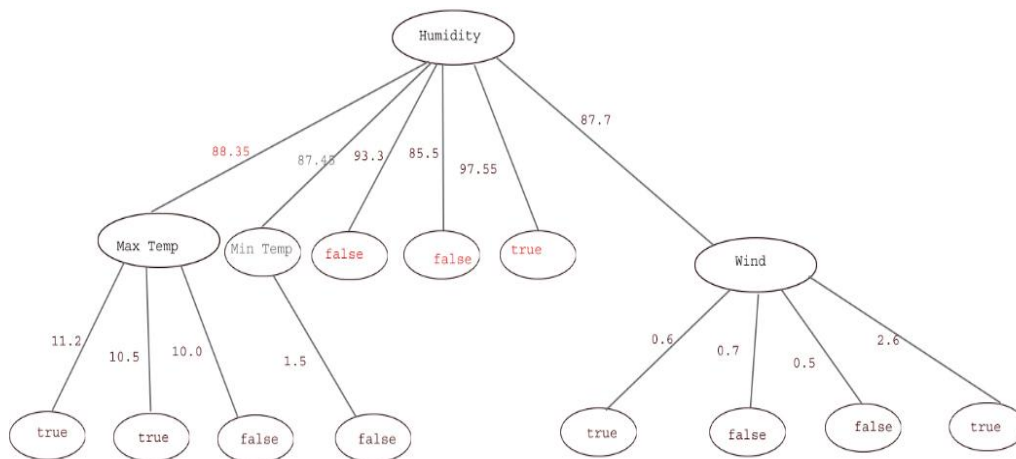 Humidity
88.35
87.45
93.3
85.5
97.55
87.7
Max Temp
Min Temp
false
false
true
Wind
11.2
10.5
10.0
1.5
0.6
0.7
0.5
2.6
true
true
false
false
true
false
false
true